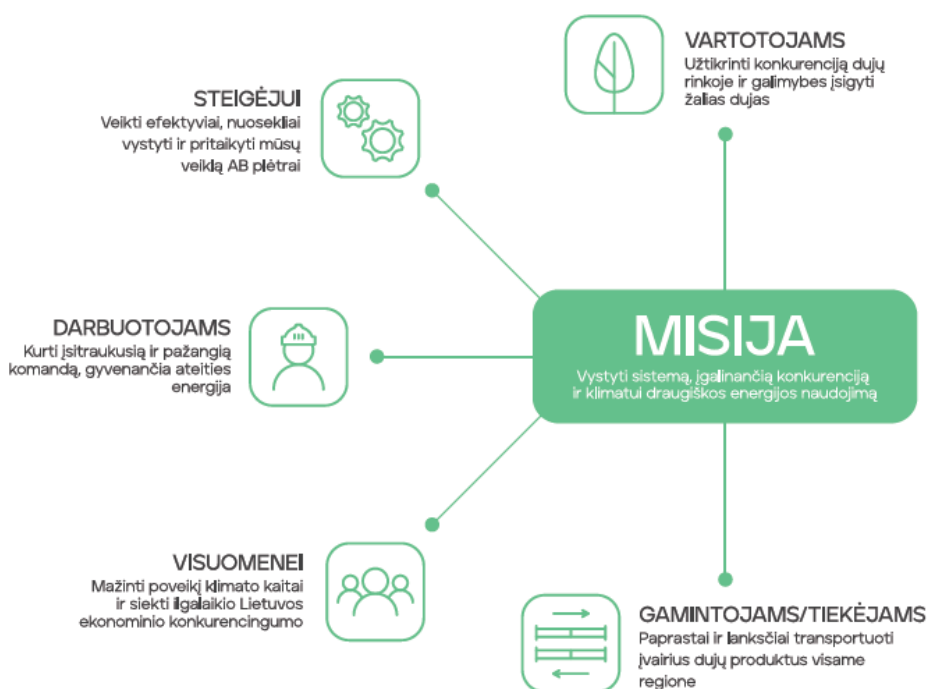 VARTOTOJAMS
Užtikrinti konkurenciją dujų
rinkoje ir galimybes įsigyti
žalias dujas
STEIGĖJUI
Veikti efektyviai, nuosekliai
vystyti ir pritaikyti mūsų
veiklą AB plėtrai
DARBUOTOJAMS
Kurti įsitraukusią ir pažangią
komandą, gyvenančia ateities
energija
MISIJA
Vystyti sistemą, įgalinančią konkurenciją
ir klimatui draugiškos energijos naudojimą
VISUOMENEI
Mažinti poveikį klimato kaitai
ir siekti ilgalaikio Lietuvos
ekonominio konkurencingumo
GAMINTOJAMS/TIEKĖJAMS
Paprastai ir lanksčiai transportuoti
įvairius dujų produktus visame
regione